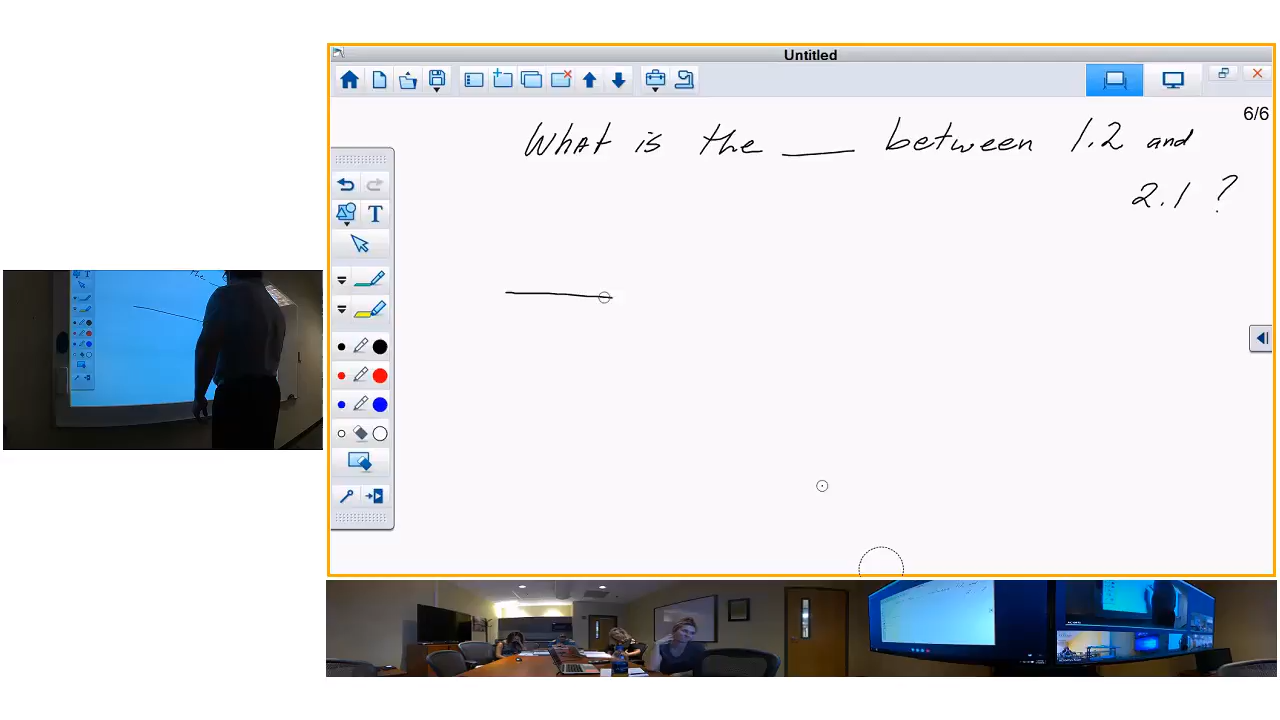 Untitled
6/6
What is the ___ between 1.2 and
2.1 ?
T